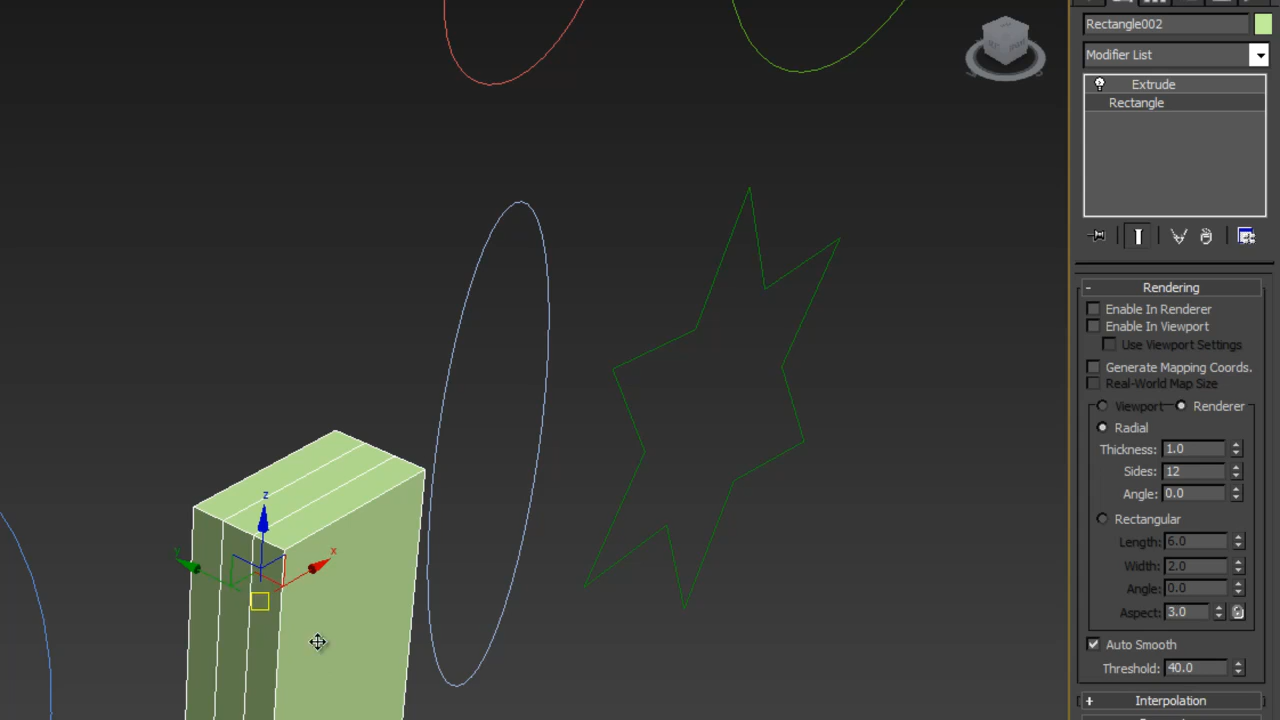 Rectangle002
Modifier List
Extrude
Rectangle
- Rendering
Enable In Renderer
Enable In Viewport
Use Viewport Settings
Generate Mapping Coords.
Real-World Map Size
Viewport Renderer
Radial
Thickness: 1.0
Sides: 12
Angle: 0.0
Rectangular
Length: 6.0
Width: 2.0
Angle: 0.0
Aspect: 3.0
Auto Smooth
Threshold: 40.0
+ Interpolation
z
x
y